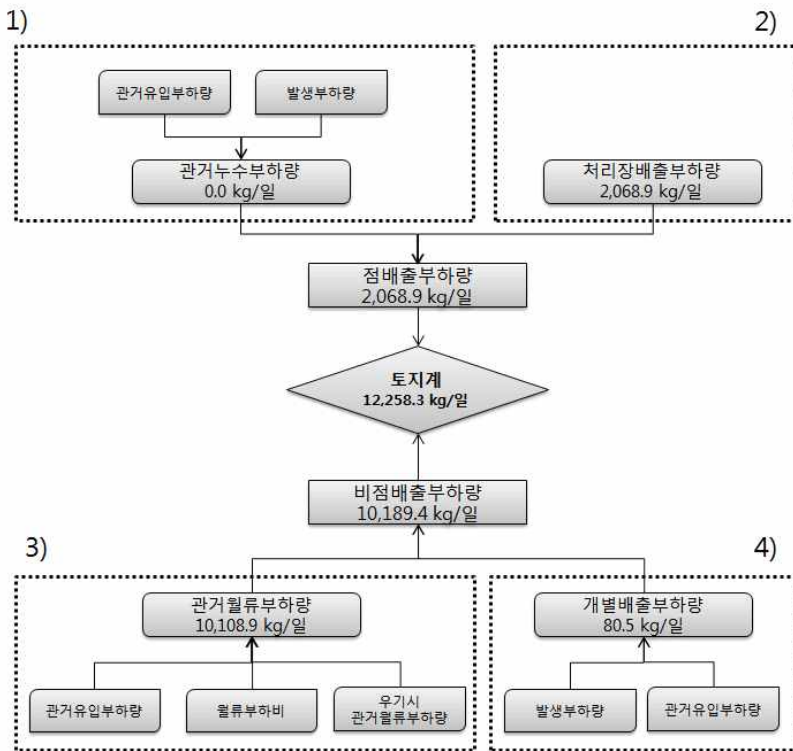 1)
2)
관거유입부하량
발생부하량
관거누수부하량
0.0 kg/일
처리장배출부하량
2,068.9 kg/일
점배출부하량
2,068.9 kg/일
토지계
12,258.3 kg/일
비점배출부하량
10,189.4 kg/일
3)
4)
관거월류부하량
10,108.9 kg/일
개별배출부하량
80.5 kg/일
관거유입부하량
월류부하비
우기시
관거월류부하량
발생부하량
관거유입부하량